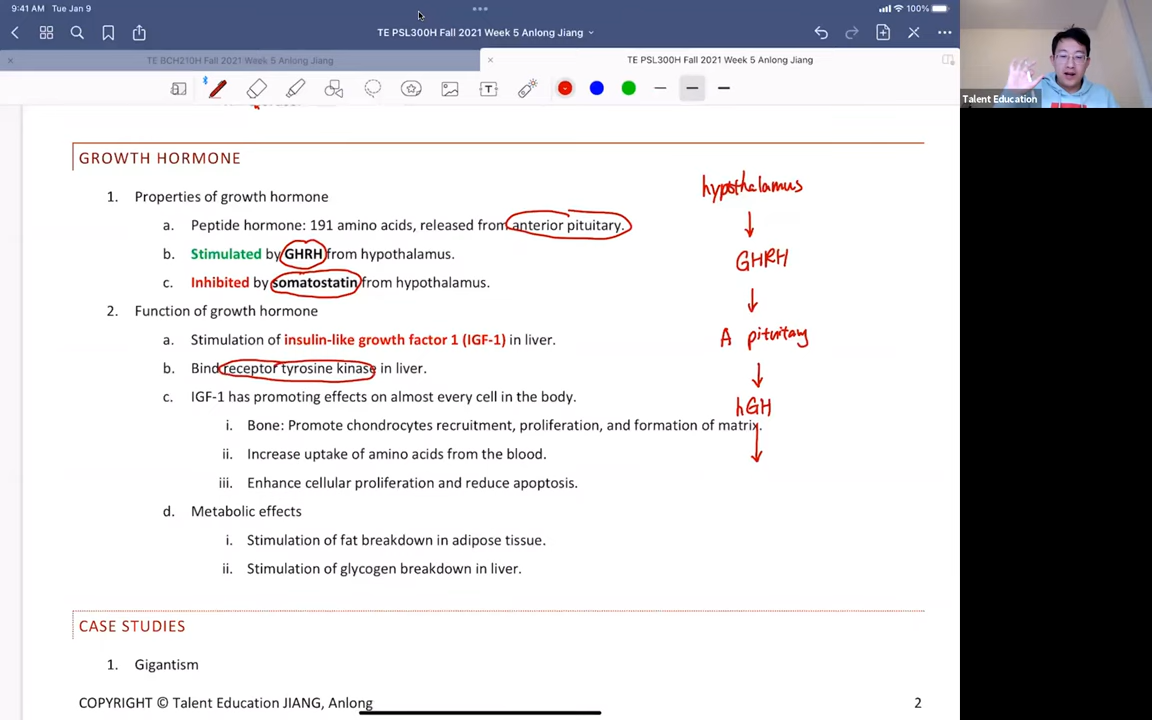 9:41 AM Tue Jan 9
100%
TE PSL300H Fall 2021 Week 5 Anlong Jiang
TE BCH210H Fall 2021 Week 5 Anlong Jiang
TE PSL300H Fall 2021 Week 5 Anlong Jiang
Talent Education
GROWTH HORMONE
1. Properties of growth hormone
a. Peptide hormone: 191 amino acids, released from anterior pituitary.
b. Stimulated by GHRH from hypothalamus.
c. Inhibited by somatostatin from hypothalamus.
2. Function of growth hormone
a. Stimulation of insulin-like growth factor 1 (IGF-1) in liver.
b. Bind receptor tyrosine kinase in liver.
c. IGF-1 has promoting effects on almost every cell in the body.
i. Bone: Promote chondrocytes recruitment, proliferation, and formation of matrix.
ii. Increase uptake of amino acids from the blood.
iii. Enhance cellular proliferation and reduce apoptosis.
d. Metabolic effects
i. Stimulation of fat breakdown in adipose tissue.
ii. Stimulation of glycogen breakdown in liver.
hypothalamus
GHRH
A pituitary
hGH
CASE STUDIES
1. Gigantism
COPYRIGHT © Talent Education JIANG, Anlong
2